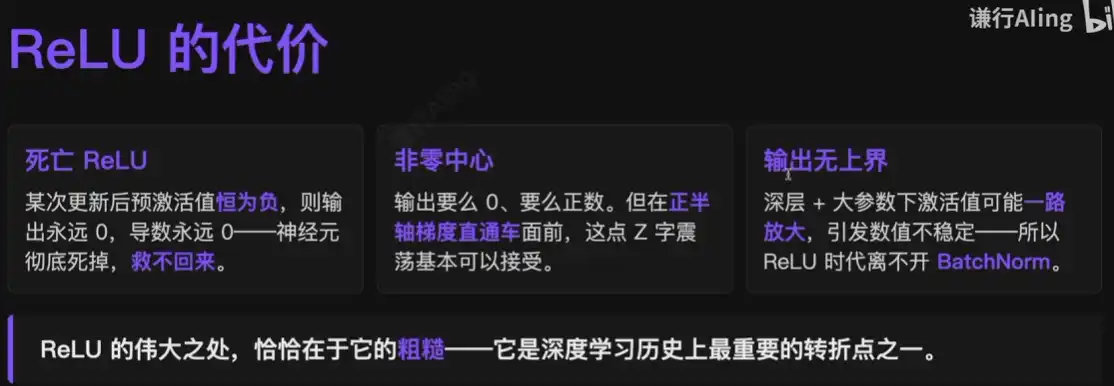 谦行AIing bi
ReLU 的代价
死亡 ReLU
某次更新后预激活值恒为负，则输
出永远 0，导数永远 0——神经元
彻底死掉，救不回来。
非零中心
输出要么 0、要么正数。但在正半
轴梯度直通车面前，这点 Z 字震
荡基本可以接受。
输出无上界
深层 + 大参数下激活值可能一路
放大，引发数值不稳定——所以
ReLU 时代离不开 BatchNorm。
ReLU 的伟大之处，恰恰在于它的粗糙——它是深度学习历史上最重要的转折点之一。